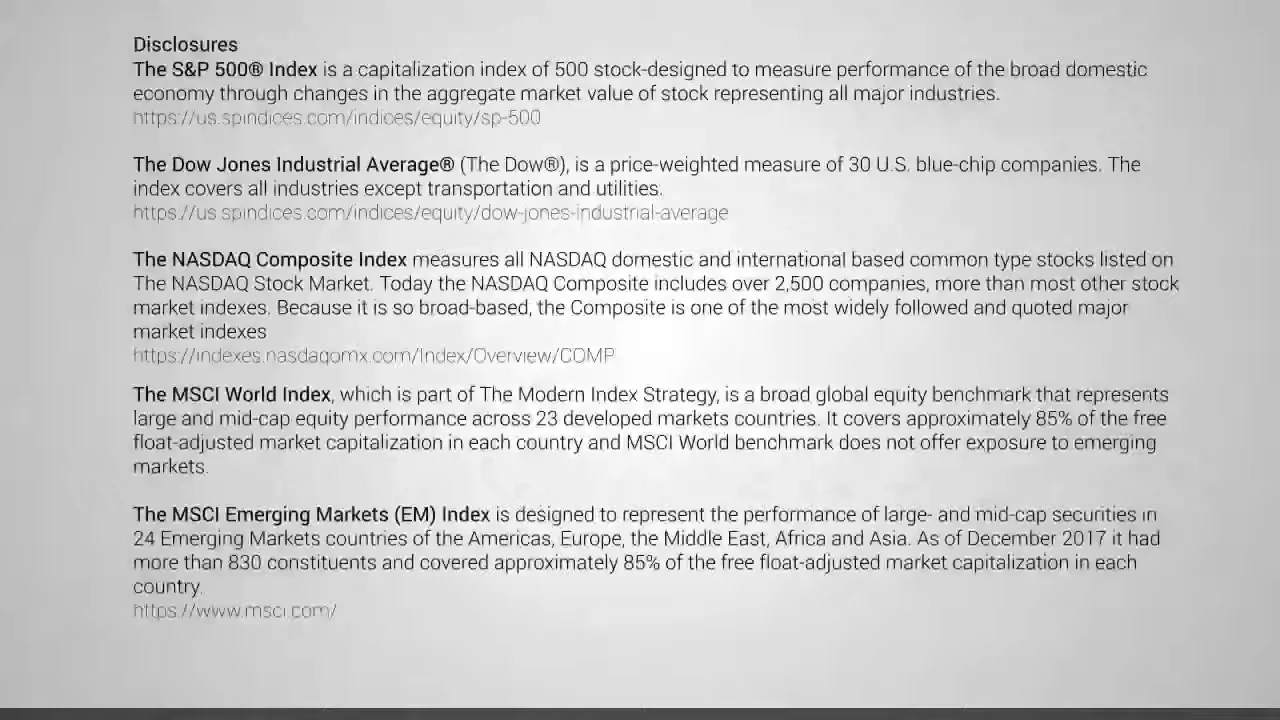 Disclosures
The S&P 500® Index is a capitalization index of 500 stock-designed to measure performance of the broad domestic
economy through changes in the aggregate market value of stock representing all major industries.
https://us.spindices.com/indices/equity/sp-500
The Dow Jones Industrial Average® (The Dow®), is a price-weighted measure of 30 U.S. blue-chip companies. The
index covers all industries except transportation and utilities.
https://us.spindices.com/indices/equity/dow-jones-industrial-average
The NASDAQ Composite Index measures all NASDAQ domestic and international based common type stocks listed on
The NASDAQ Stock Market. Today the NASDAQ Composite includes over 2,500 companies, more than most other stock
market indexes. Because it is so broad-based, the Composite is one of the most widely followed and quoted major
market indexes
https://indexes.nasdaqomx.com/Index/Overview/COMP
The MSCI World Index, which is part of The Modern Index Strategy, is a broad global equity benchmark that represents
large and mid-cap equity performance across 23 developed markets countries. It covers approximately 85% of the free
float-adjusted market capitalization in each country and MSCI World benchmark does not offer exposure to emerging
markets.
The MSCI Emerging Markets (EM) Index is designed to represent the performance of large- and mid-cap securities in
24 Emerging Markets countries of the Americas, Europe, the Middle East, Africa and Asia. As of December 2017 it had
more than 830 constituents and covered approximately 85% of the free float-adjusted market capitalization in each
country.
https://www.msci.com/